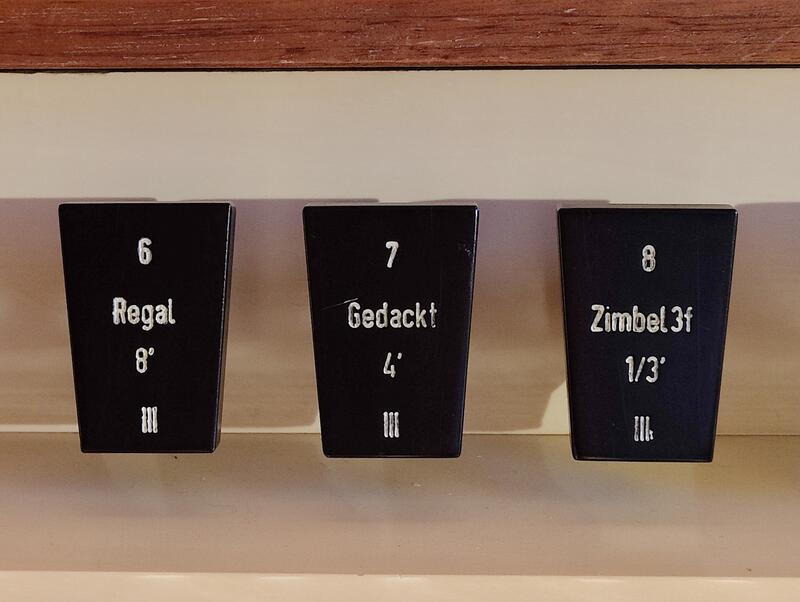 6
Regal
8'
III
7
Gedackt
4'
III
8
Zimbel 3f
1/3'
III